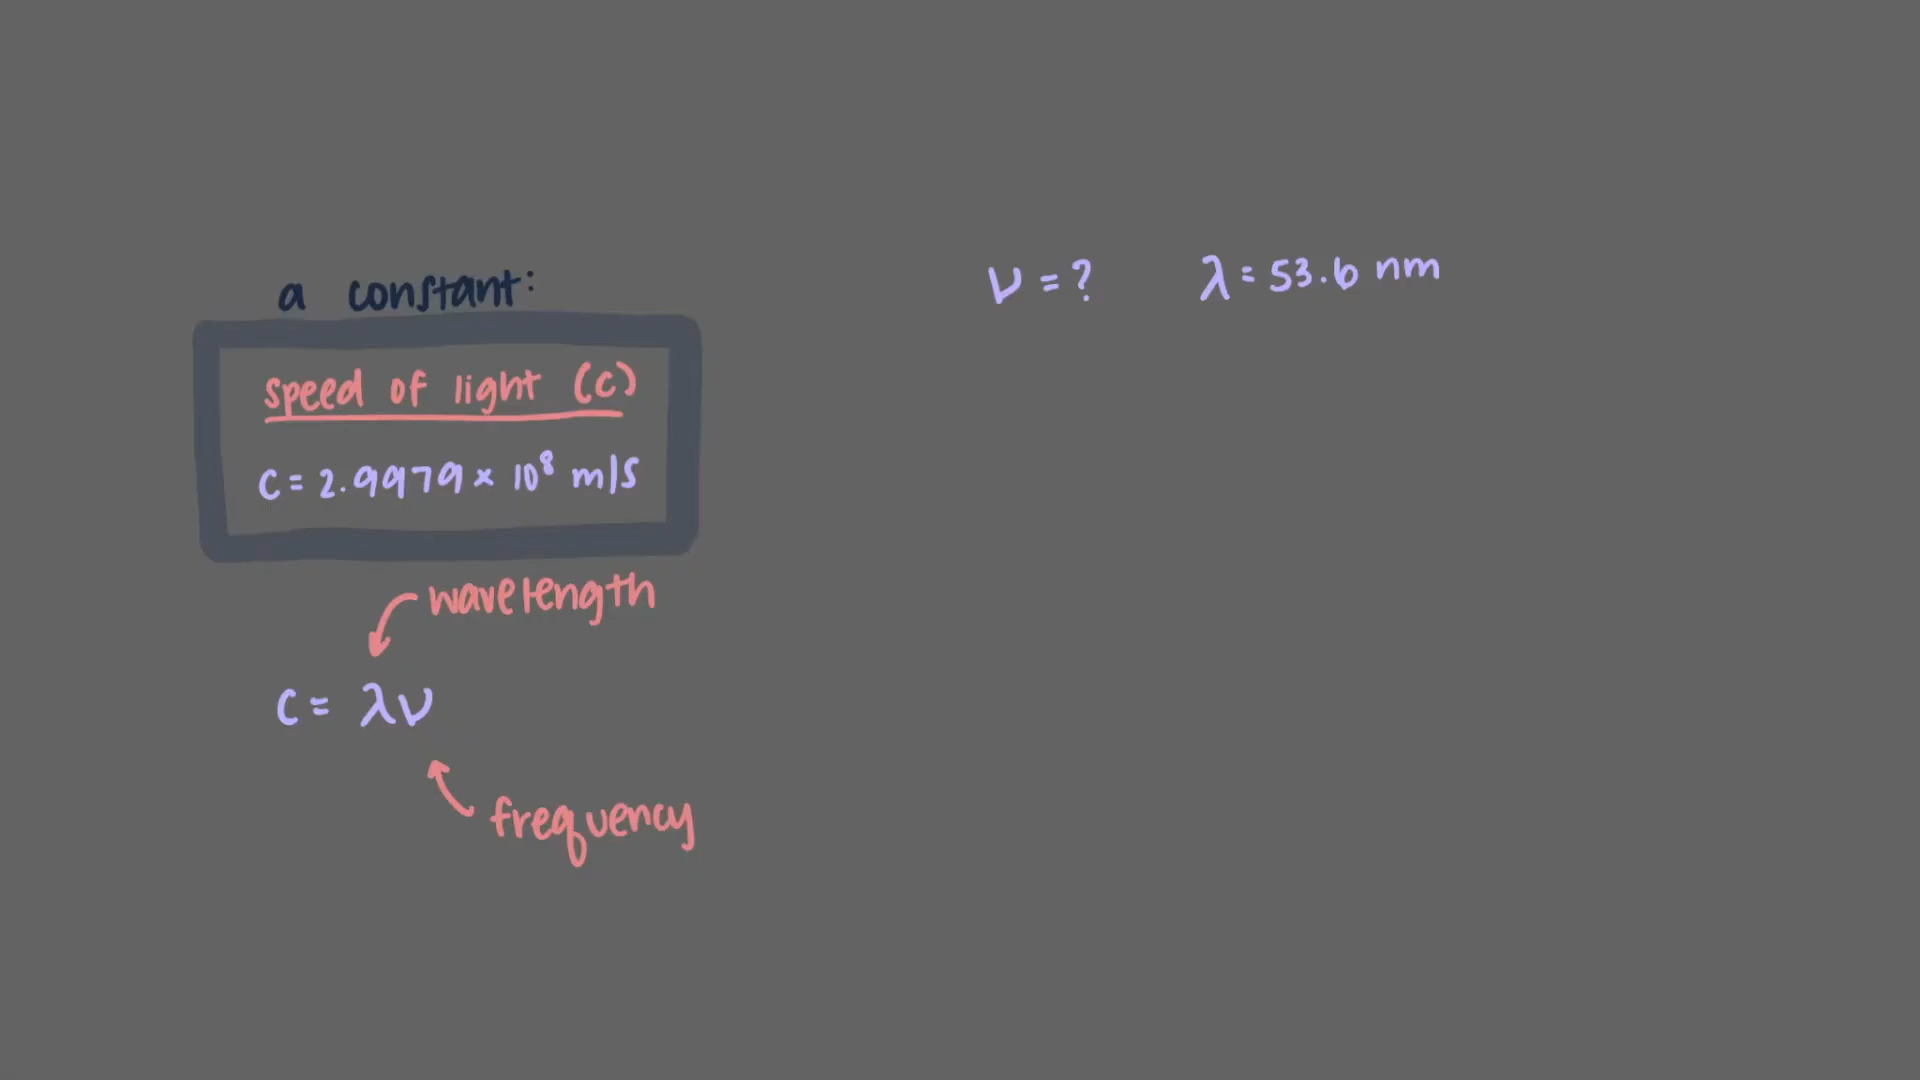 a constant:
speed of light (c)
c = 2.9979 × 10⁸ m/s
wavelength
c = λν
frequency
ν = ? λ = 53.6 nm